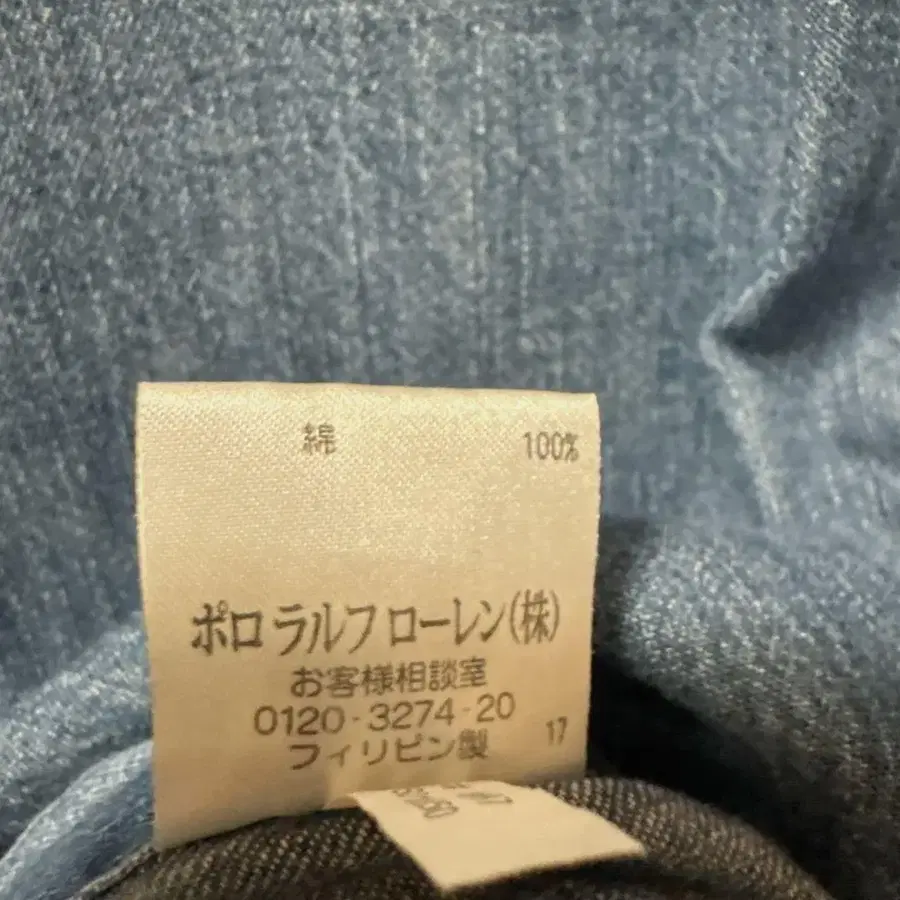 綿 100%
ポロ ラルフ ローレン(株)
お客様相談室
0120-3274-20
フィリピン製 17